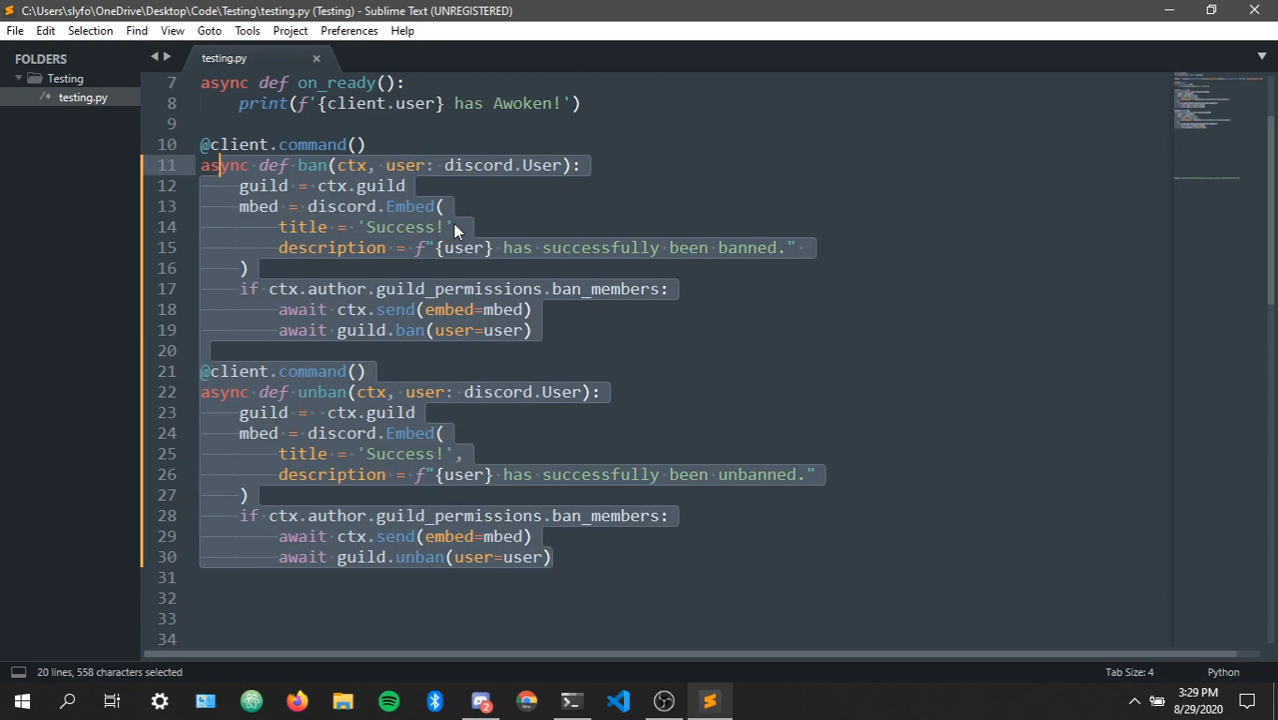 C:\Users\slyfo\OneDrive\Desktop\Code\Testing\testing.py (Testing) - Sublime Text (UNREGISTERED)
File Edit Selection Find View Goto Tools Project Preferences Help
FOLDERS
Testing
/* testing.py
testing.py
7 async def on_ready():
8 print(f'{client.user} has Awoken!')
9
10 @client.command()
11 async def ban(ctx, user: discord.User):
12 guild = ctx.guild
13 mbed = discord.Embed(
14 title = 'Success!'
15 description = f"{user} has successfully been banned."
16 )
17 if ctx.author.guild_permissions.ban_members:
18 await ctx.send(embed=mbed)
19 await guild.ban(user=user)
20
21 @client.command()
22 async def unban(ctx, user: discord.User):
23 guild = ctx.guild
24 mbed = discord.Embed(
25 title = 'Success!',
26 description = f"{user} has successfully been unbanned."
27 )
28 if ctx.author.guild_permissions.ban_members:
29 await ctx.send(embed=mbed)
30 await guild.unban(user=user)
31
32
33
34
20 lines, 558 characters selected
Tab Size: 4
Python
2
3:29 PM
8/29/2020